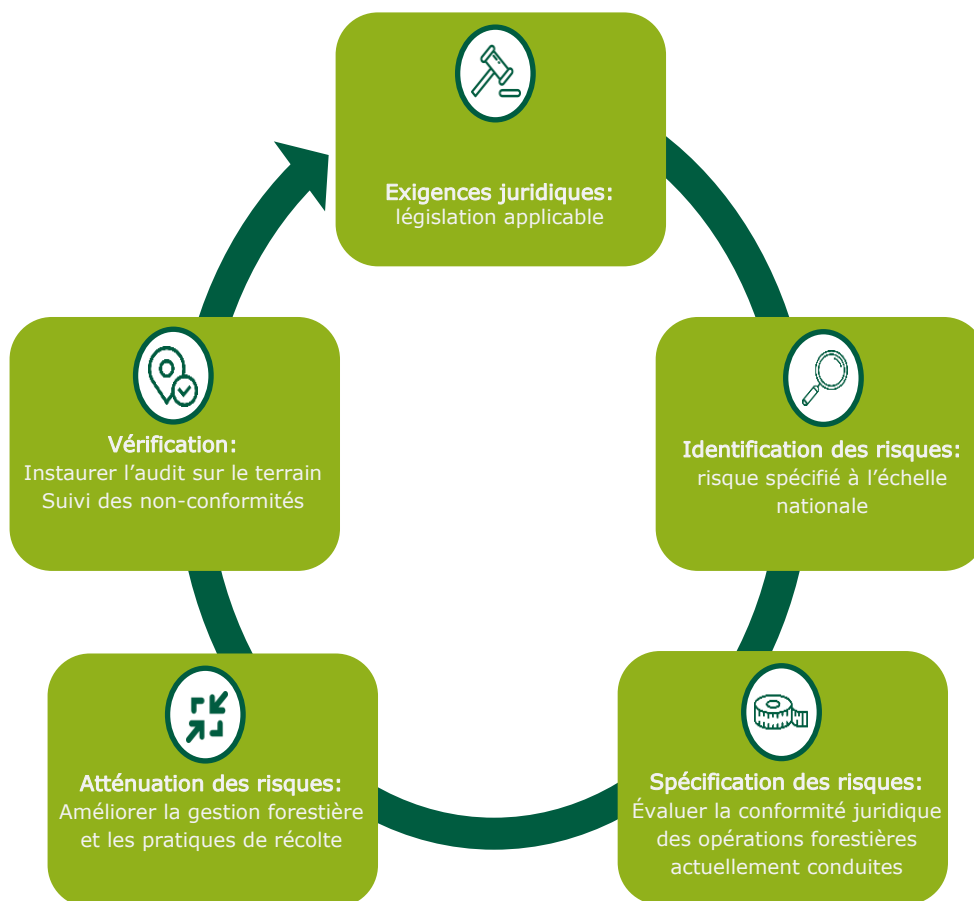 Exigences juridiques:
législation applicable
Identification des risques:
risque spécifié à l’échelle
nationale
Spécification des risques:
Évaluer la conformité juridique
des opérations forestières
actuellement conduites
Atténuation des risques:
Améliorer la gestion forestière
et les pratiques de récolte
Vérification:
Instaurer l’audit sur le terrain
Suivi des non-conformités